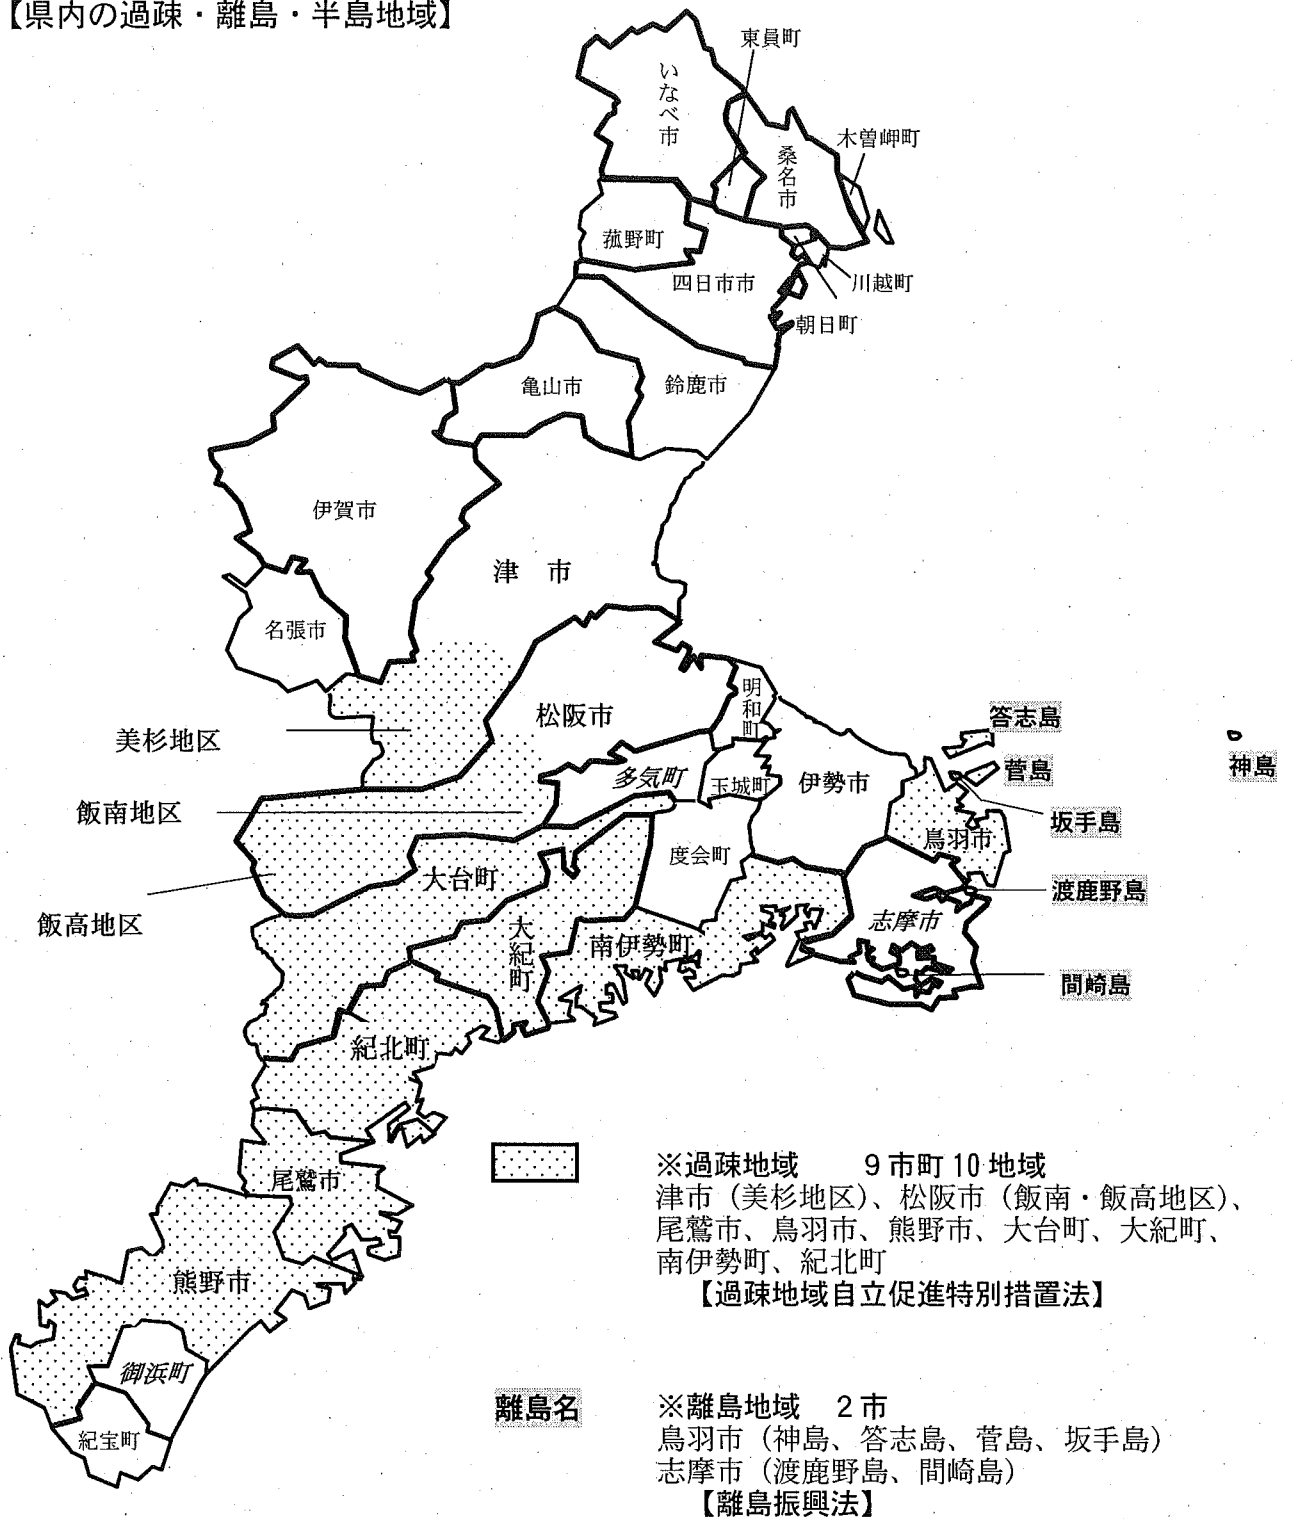 【県内の過疎・離島・半島地域】
東員町
いなべ市
木曽岬町
桑名市
菰野町
四日市市
川越町
朝日町
亀山市
鈴鹿市
伊賀市
津 市
名張市
松阪市
明和町
答志島
美杉地区
神島
多気町
玉城町
伊勢市
菅島
飯南地区
坂手島
鳥羽市
度会町
大台町
渡鹿野島
飯高地区
志摩市
大紀町
南伊勢町
間崎島
紀北町
※過疎地域 9市町10地域
尾鷲市
津市（美杉地区）、松阪市（飯南・飯高地区）、
尾鷲市、鳥羽市、熊野市、大台町、大紀町、
南伊勢町、紀北町
熊野市
【過疎地域自立促進特別措置法】
御浜町
離島名
※離島地域 2市
紀宝町
鳥羽市（神島、答志島、菅島、坂手島）
志摩市（渡鹿野島、間崎島）
【離島振興法】